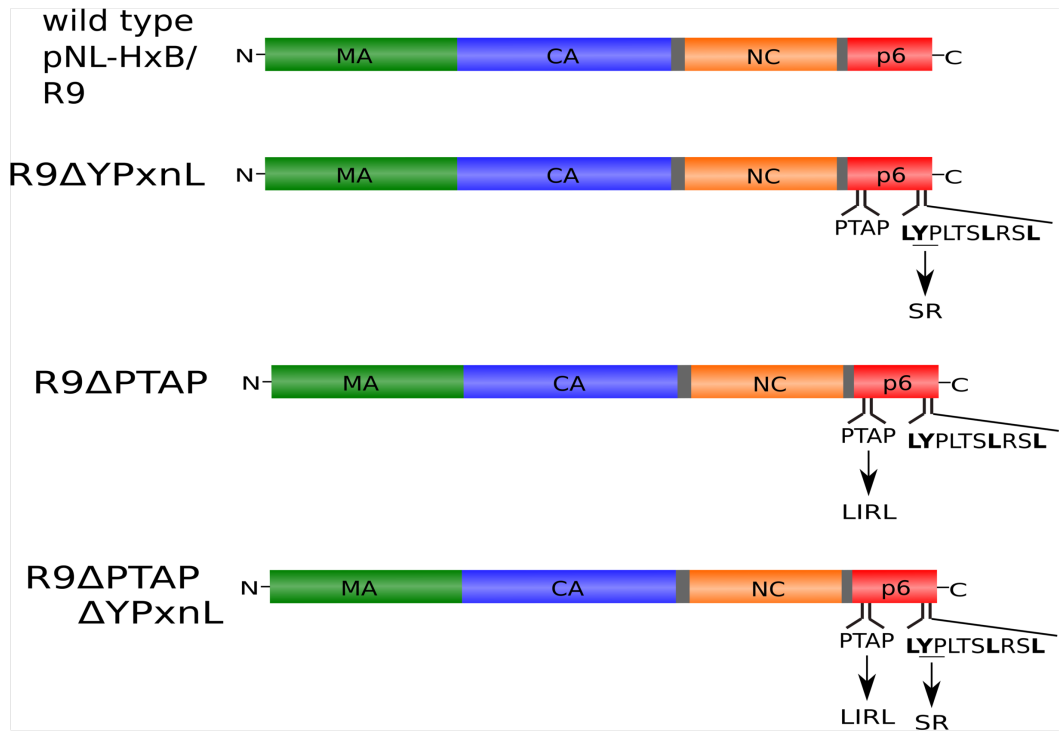 wild type
pNL-HxB/
R9
N MA CA NC p6 C
R9ΔYPxnL N MA CA NC p6 C
PTAP LYPLTSLRSL
SR
R9ΔPTAP N MA CA NC p6 C
PTAP LYPLTSLRSL
LIRL
R9ΔPTAP
ΔYPxnL
N MA CA NC p6 C
PTAP LYPLTSLRSL
LIRL SR